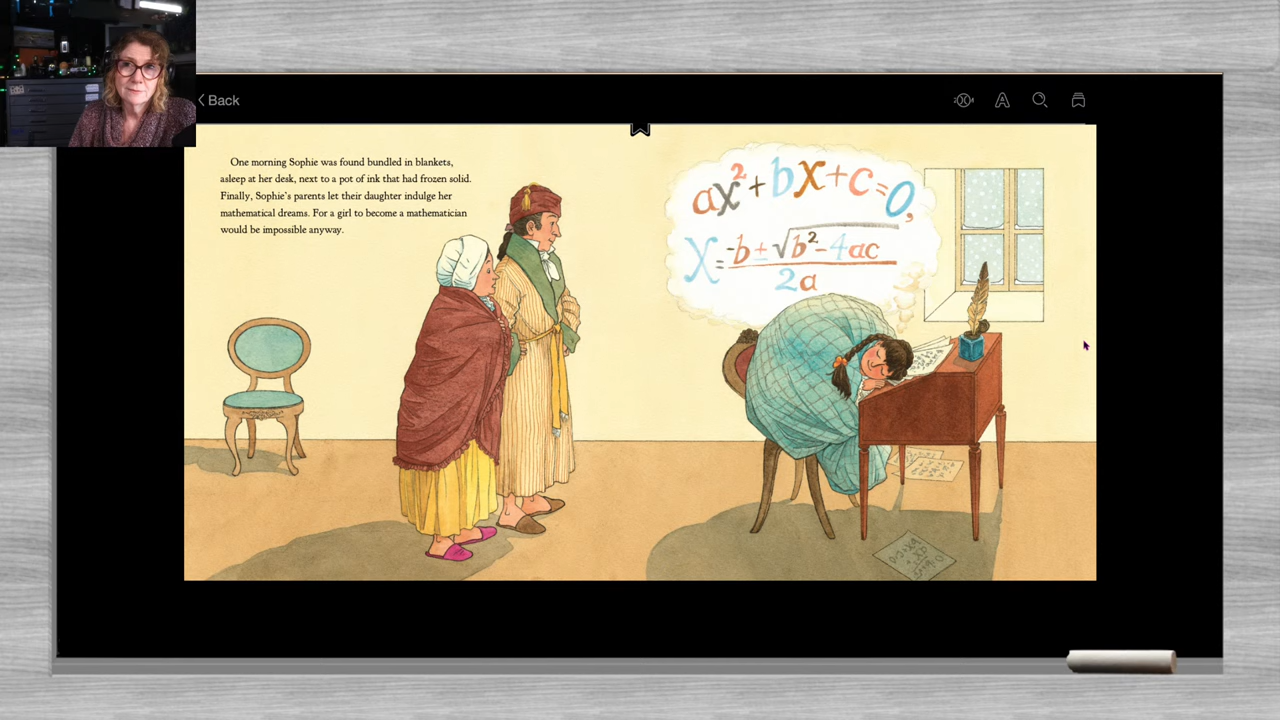 Back
One morning Sophie was found bundled in blankets,
asleep at her desk, next to a pot of ink that had frozen solid.
Finally, Sophie's parents let their daughter indulge her
mathematical dreams. For a girl to become a mathematician
would be impossible anyway.
ax²+bx+c=0,
X=-b±√b²-4ac
2a